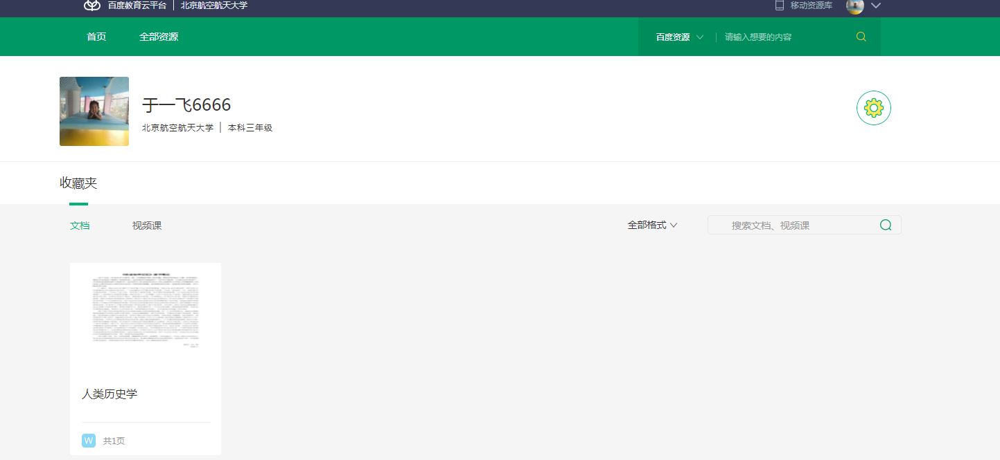 百度教育云平台 北京航空航天大学 移动资源库
首页 全部资源 百度资源 请输入想要的内容
于一飞6666
北京航空航天大学 本科三年级
收藏夹
文档 视频课 全部格式 搜索文档、视频课
人类历史学
W 共1页